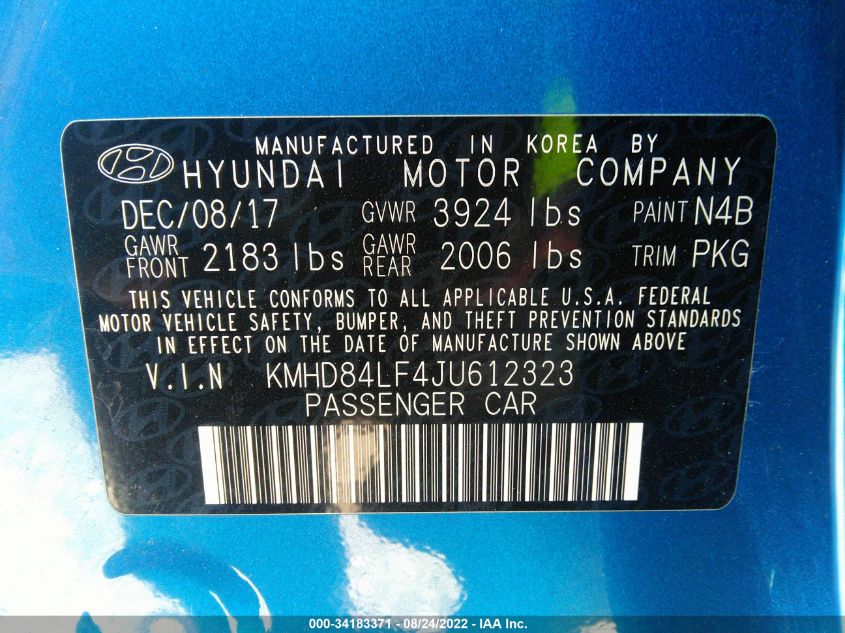 MANUFACTURED IN KOREA BY
HYUNDAI MOTOR COMPANY
DEC/08/17 GVWR 3924 lbs PAINT N4B
GAWR FRONT 2183 lbs GAWR REAR 2006 lbs TRIM PKG
THIS VEHICLE CONFORMS TO ALL APPLICABLE U.S.A. FEDERAL
MOTOR VEHICLE SAFETY, BUMPER, AND THEFT PREVENTION STANDARDS
IN EFFECT ON THE DATE OF MANUFACTURE SHOWN ABOVE
V.I.N KMHD84LF4JU612323
PASSENGER CAR
000-34183371 - 08/24/2022 - IAA Inc.